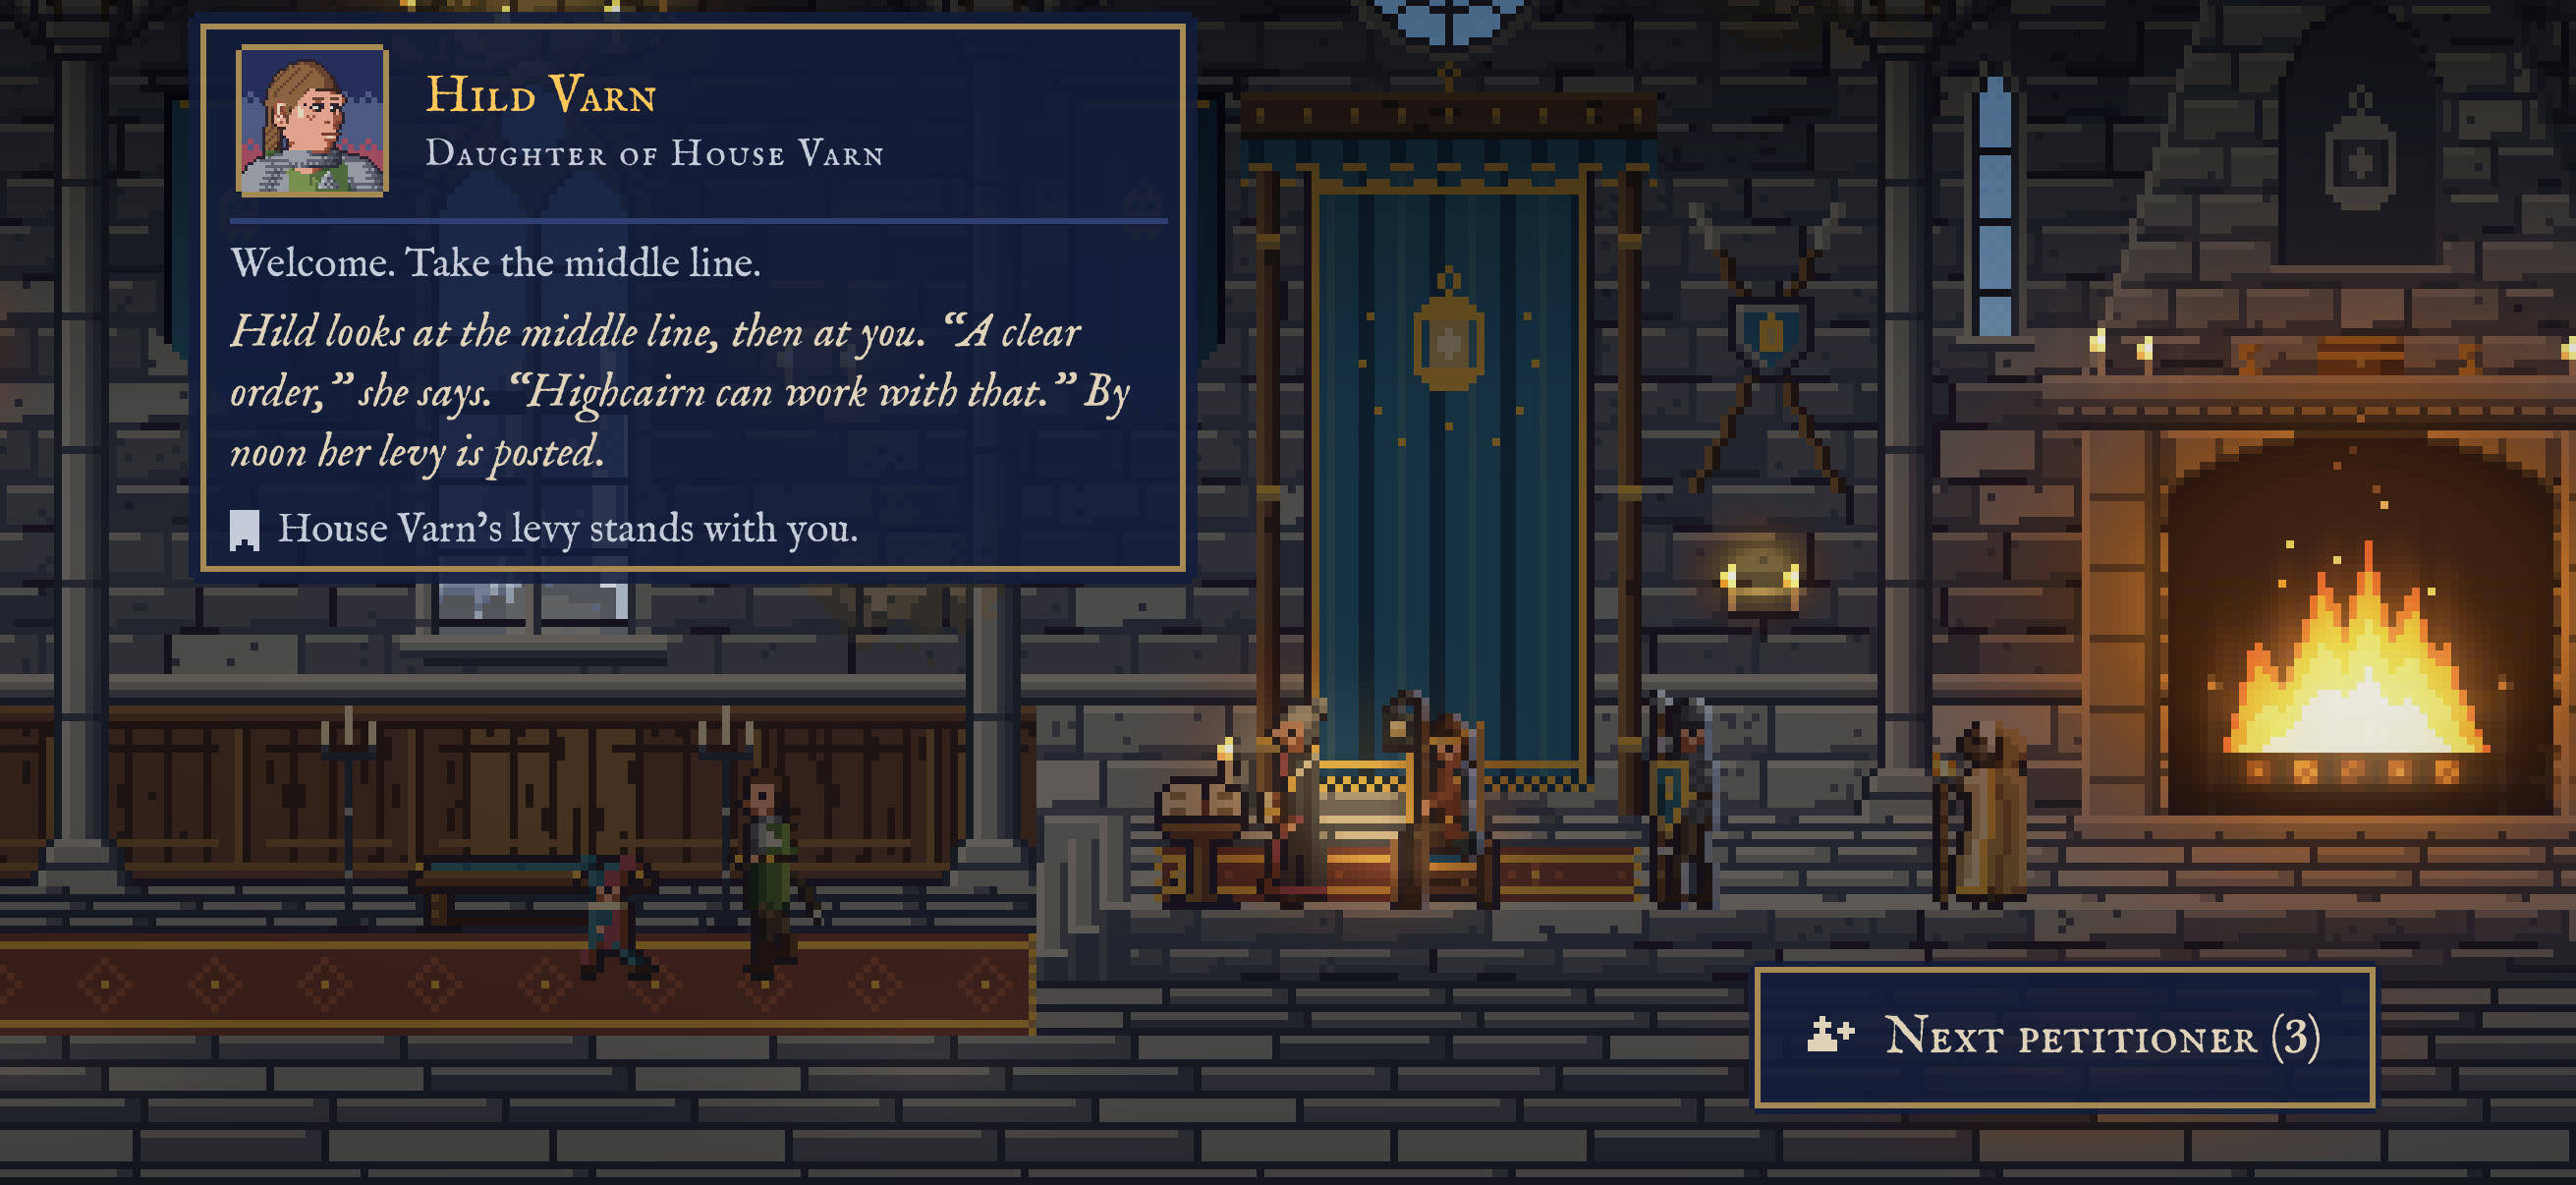 Hild Varn
Daughter of House Varn
Welcome. Take the middle line.
Hild looks at the middle line, then at you. “A clear
order,” she says. “Highcairn can work with that.” By
noon her levy is posted.
House Varn’s levy stands with you.
Next petitioner (3)